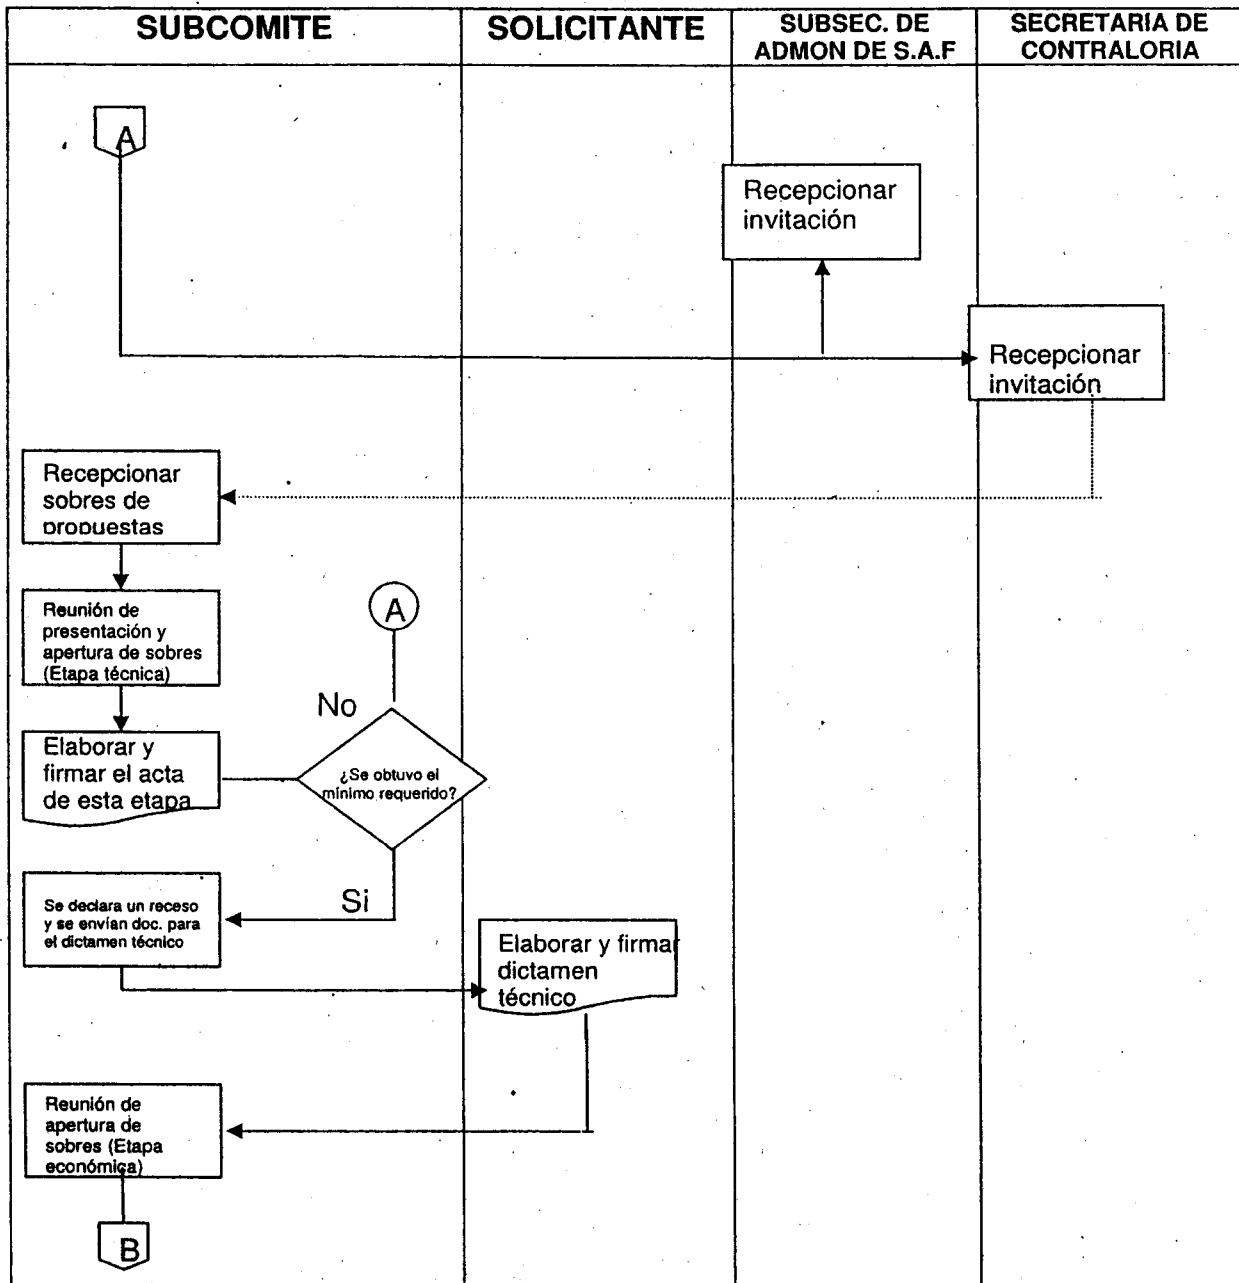 SUBCOMITE
SOLICITANTE
SUBSEC. DE
ADMON DE S.A.F
SECRETARIA DE
CONTRALORIA
A
Recepcionar
invitación
Recepcionar
invitación
Recepcionar
sobres de
propuestas
Reunión de
presentación y
apertura de sobres
(Etapa técnica)
A
No
Elaborar y
firmar el acta
de esta etapa
¿Se obtuvo el
mínimo requerido?
Si
Se declara un receso
y se envían doc. para
el dictamen técnico
Elaborar y firmar
dictamen
técnico
Reunión de
apertura de
sobres (Etapa
económica)
B